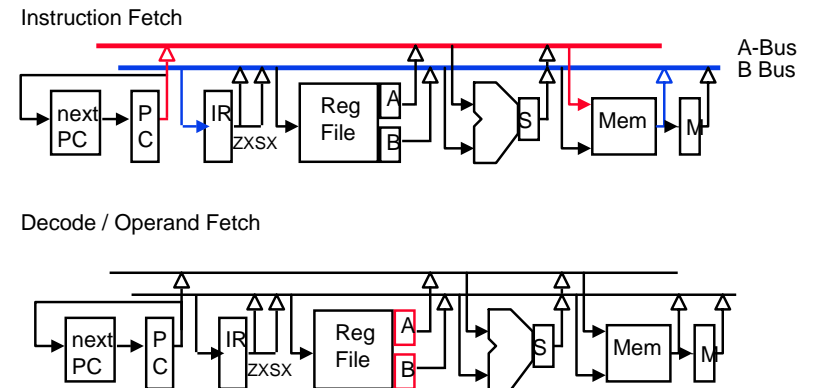 Instruction Fetch
A-Bus
B Bus
next
PC
P
C
IR
ZXSX
Reg
File
A
B
S
Mem
M
Decode / Operand Fetch
next
PC
P
C
IR
ZXSX
Reg
File
A
B
S
Mem
M